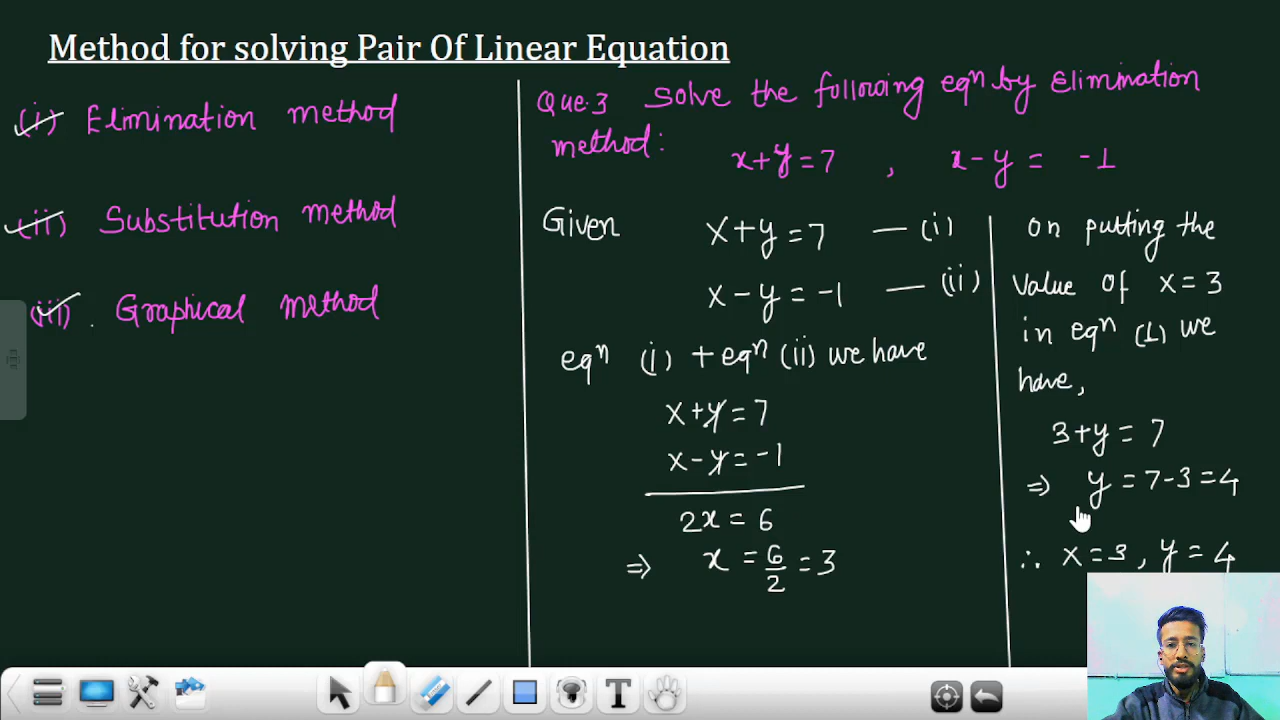 Method for solving Pair Of Linear Equation
(i) Elimination method
(ii) Substitution method
(iii). Graphical method
Que.3 Solve the following eqⁿ by Elimination
method:
x+y=7 , x-y = -1
Given x+y=7 — (i)
x-y=-1 — (ii)
eqⁿ (i) + eqⁿ (ii) we have
x+y=7
x-y=-1
2x=6
⇒ x = 6/2 = 3
on putting the
Value of x=3
in eqⁿ (1) we
have,
3+y=7
⇒ y=7-3=4
∴ x=3, y=4
T